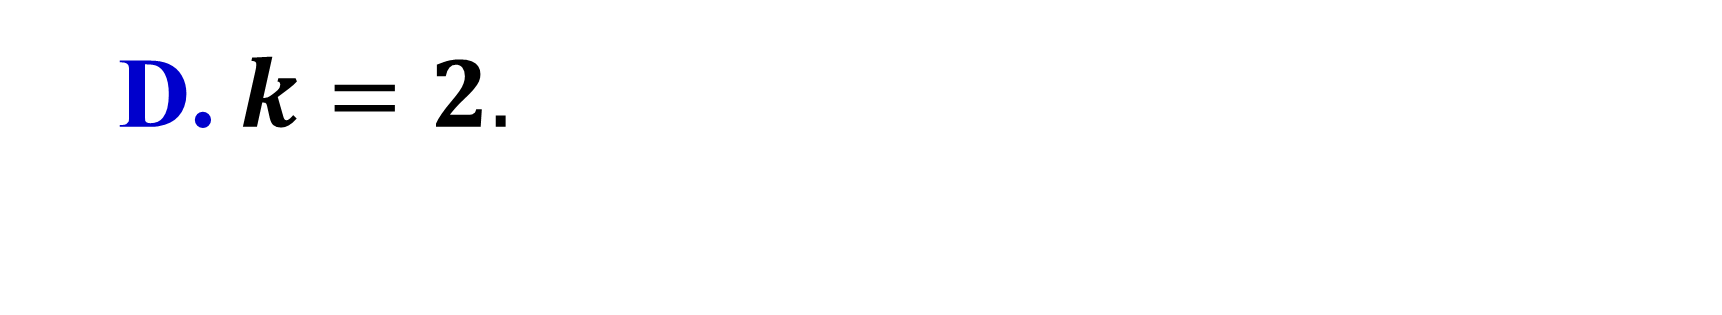 D. k = 2.